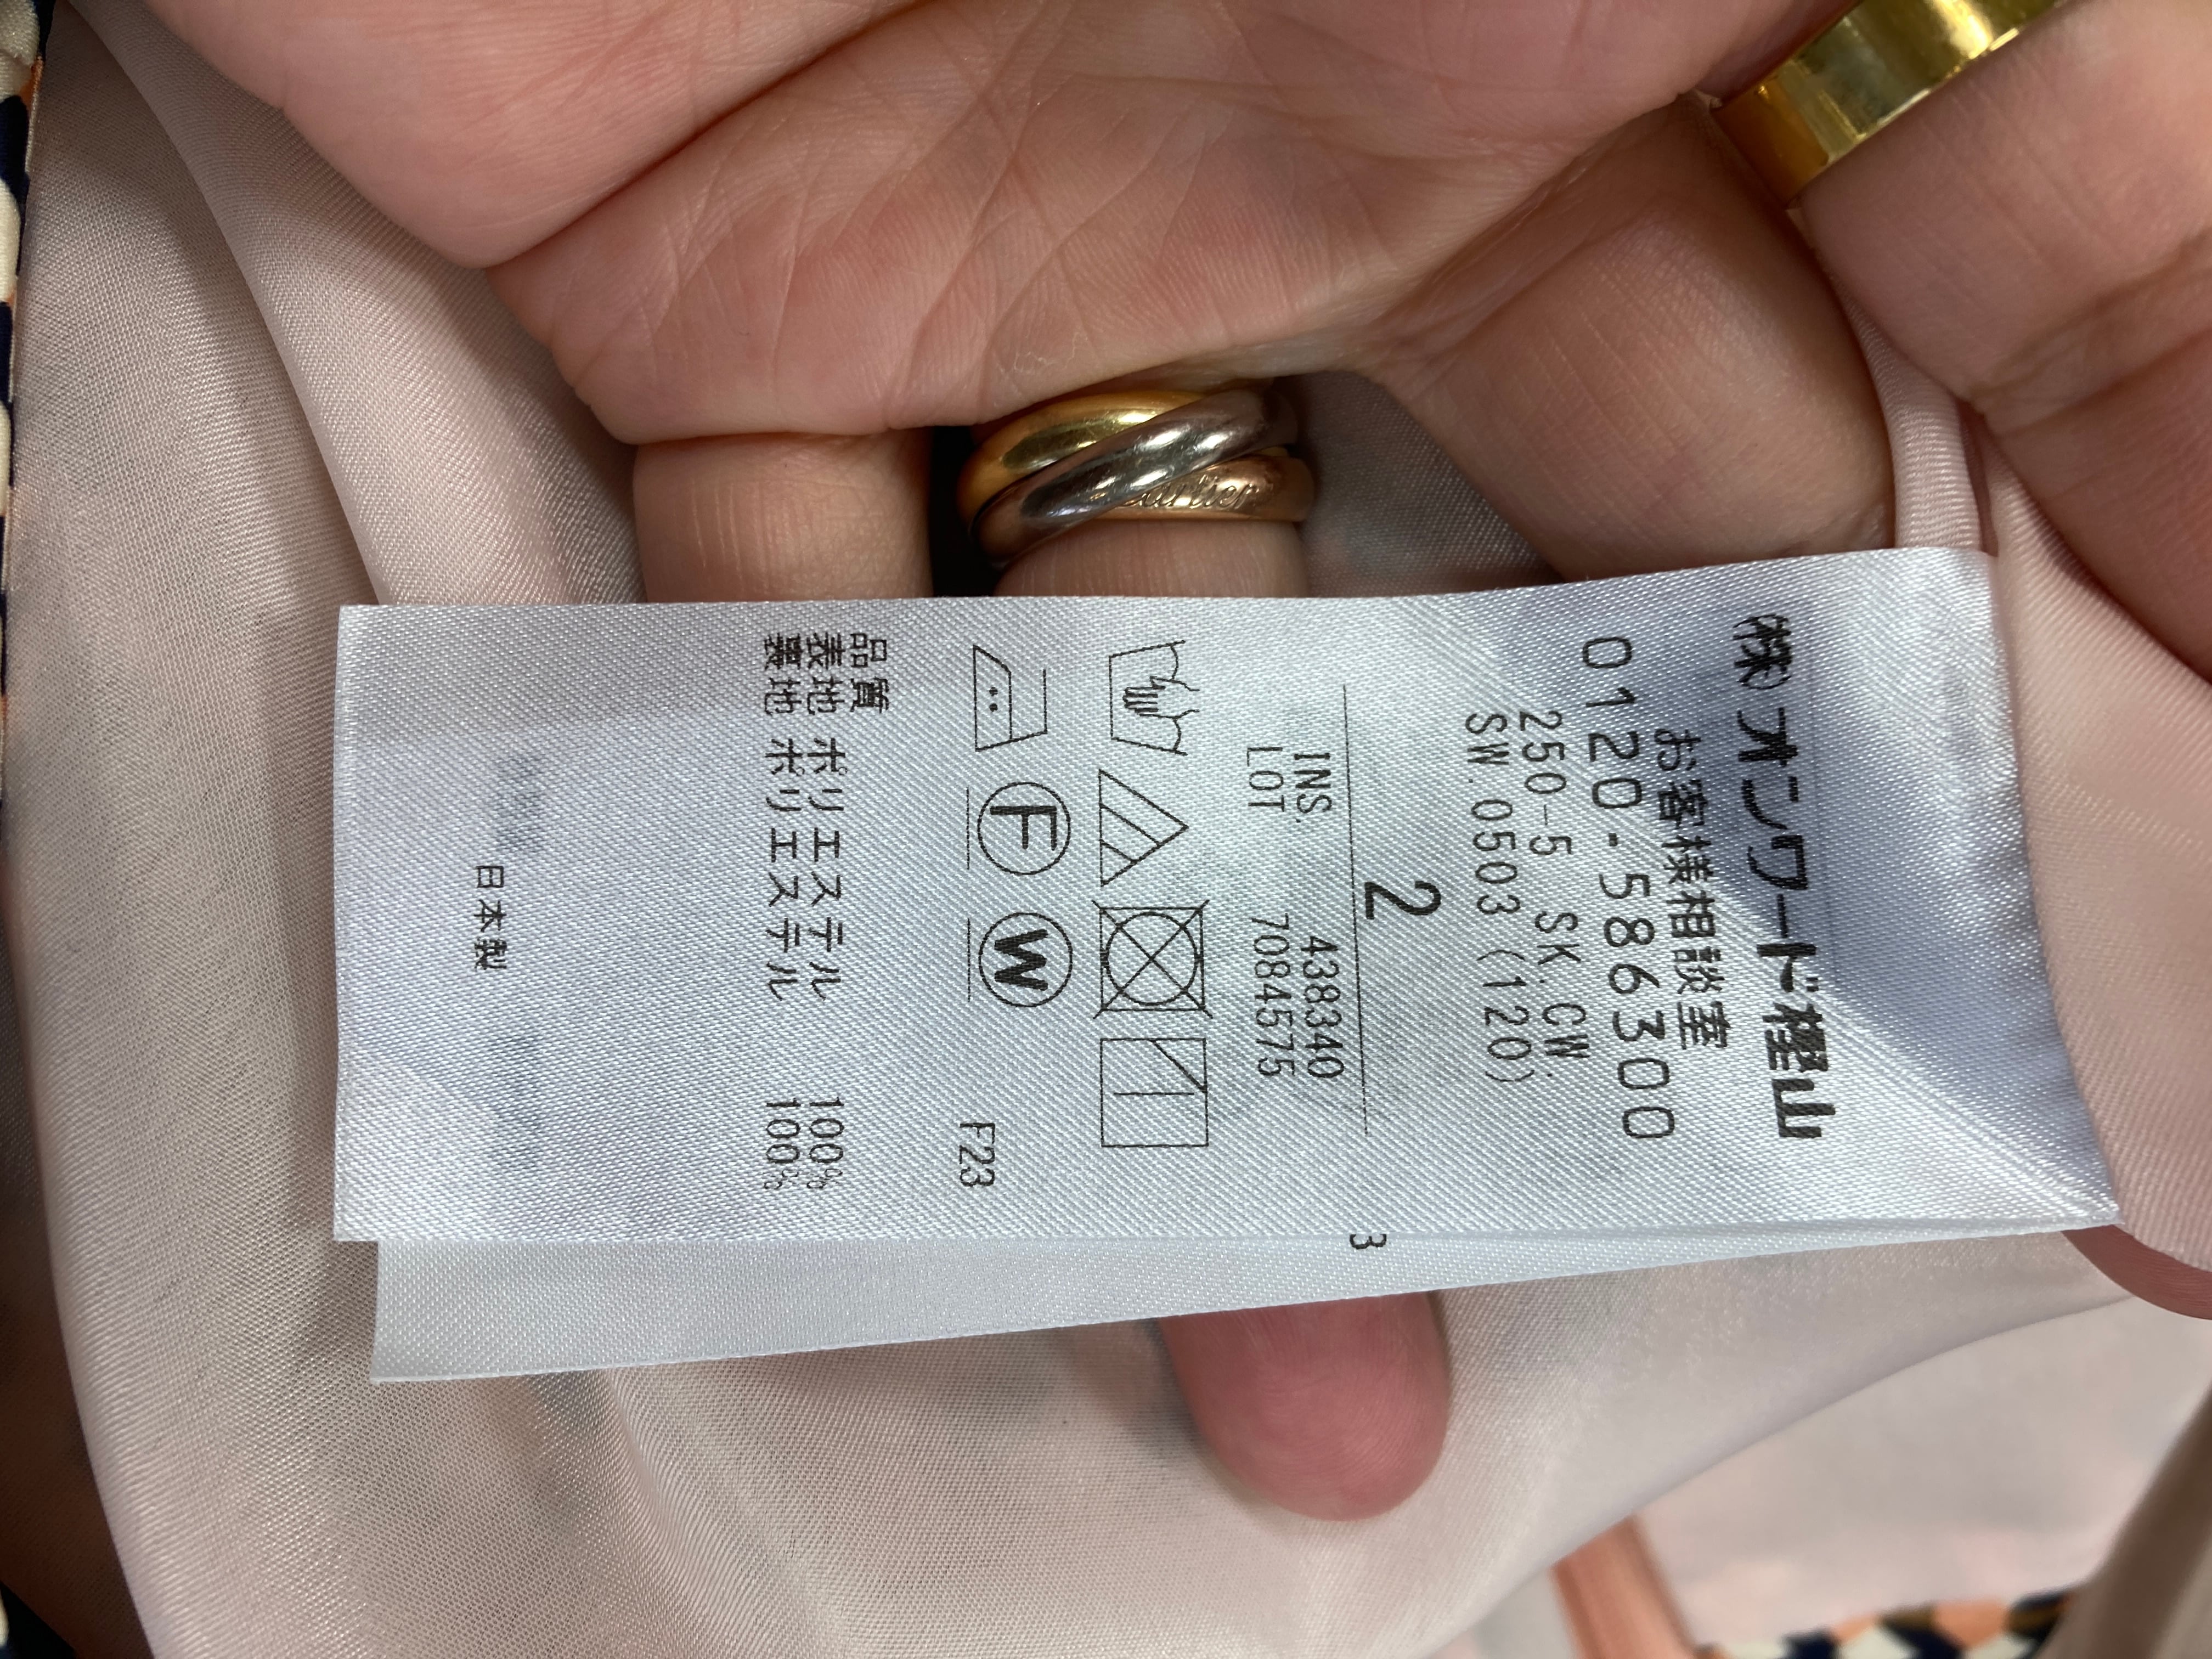 (株)オンワード樫山
お客様相談室
0120-586300
250-5 SK.CW.
SW.0503(120)
2
INS. 4383340
LOT 7084575
F W
F23
品質
表地 ポリエステル 100%
裏地 ポリエステル 100%
日本製
3
Cartier